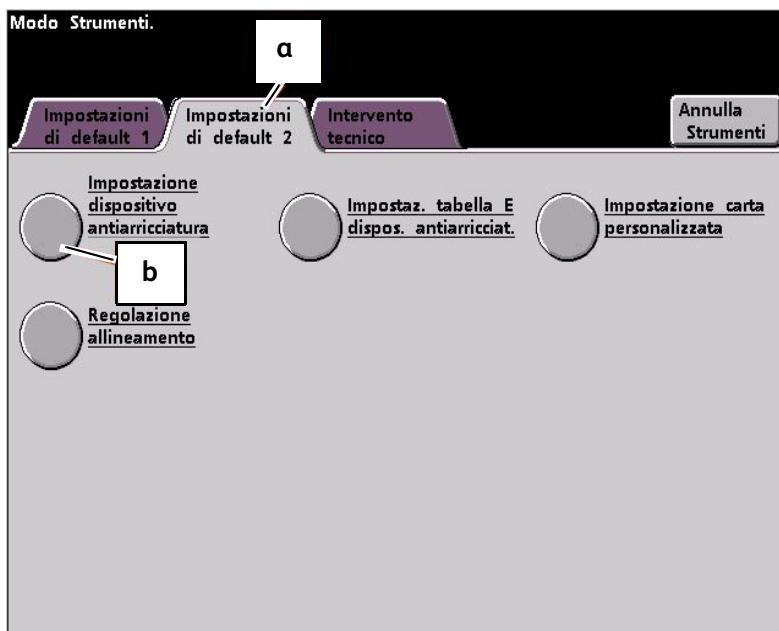 Modo Strumenti.
a
Impostazioni
di default 1
Impostazioni
di default 2
Intervento
tecnico
Annulla
Strumenti
Impostazione
dispositivo
antiarricciatura
Impostaz. tabella E
dispos. antiarricciat.
Impostazione carta
personalizzata
b
Regolazione
allineamento